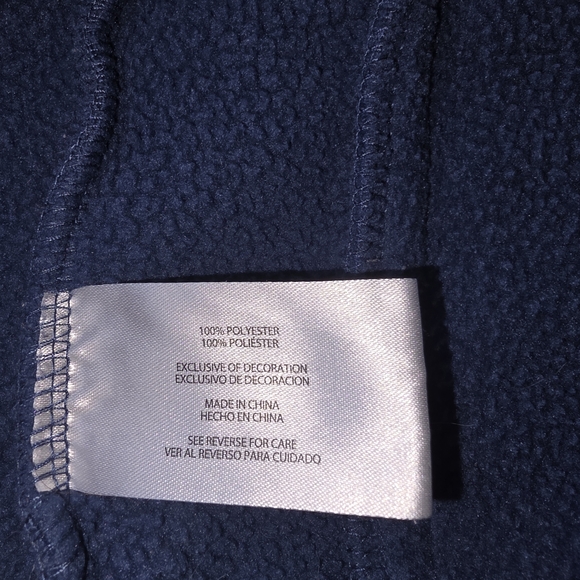 100% POLYESTER
100% POLIÉSTER
EXCLUSIVE OF DECORATION
EXCLUSIVO DE DECORACION
MADE IN CHINA
HECHO EN CHINA
SEE REVERSE FOR CARE
VER AL REVERSO PARA CUIDADO